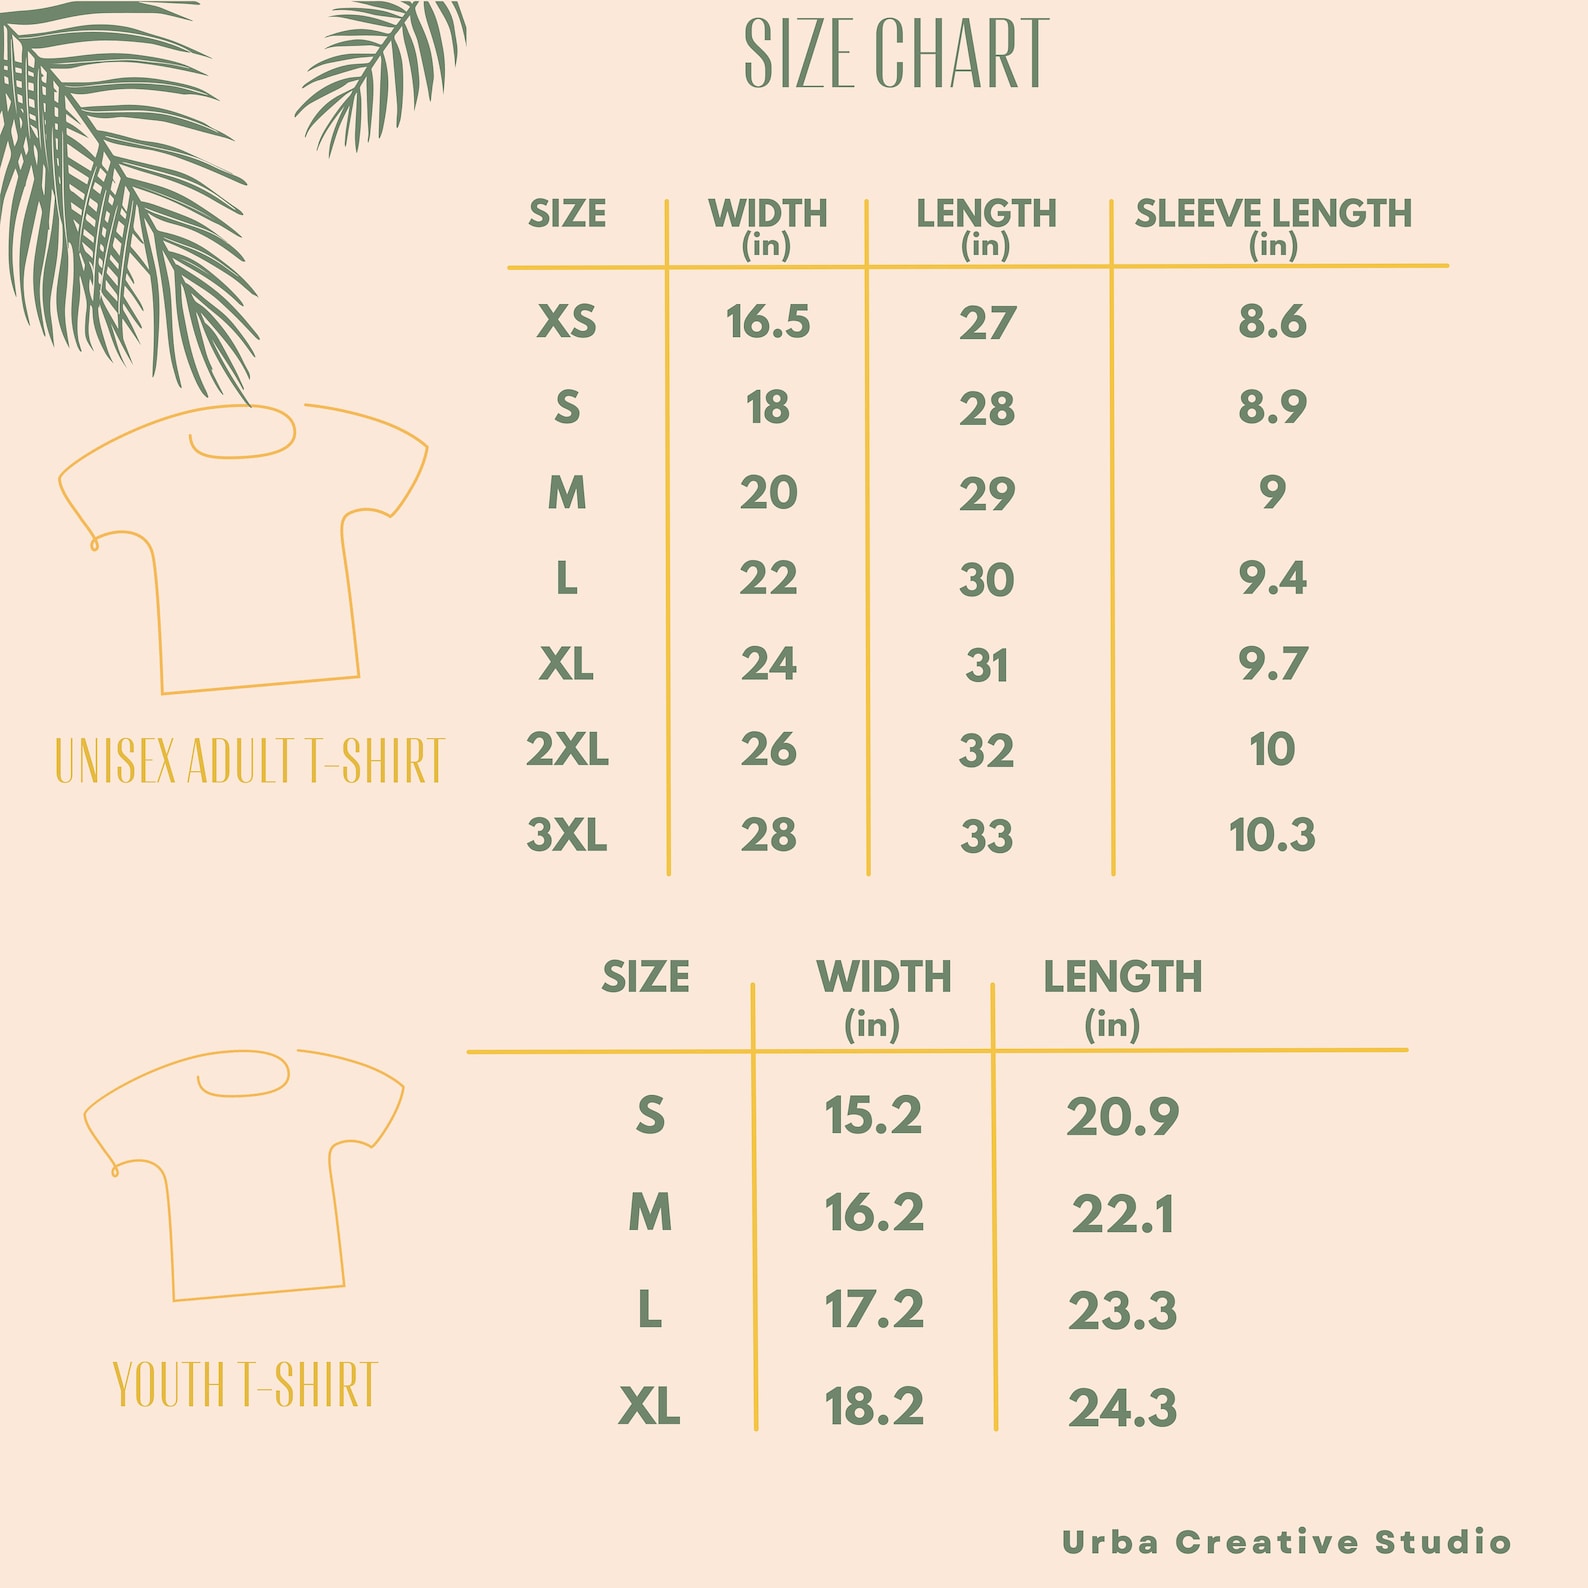 SIZE CHART
SIZE WIDTH LENGTH SLEEVE LENGTH
(in) (in) (in)
XS 16.5 27 8.6
S 18 28 8.9
M 20 29 9
L 22 30 9.4
XL 24 31 9.7
2XL 26 32 10
3XL 28 33 10.3
UNISEX ADULT T-SHIRT
SIZE WIDTH LENGTH
(in) (in)
S 15.2 20.9
M 16.2 22.1
L 17.2 23.3
XL 18.2 24.3
YOUTH T-SHIRT
Urba Creative Studio